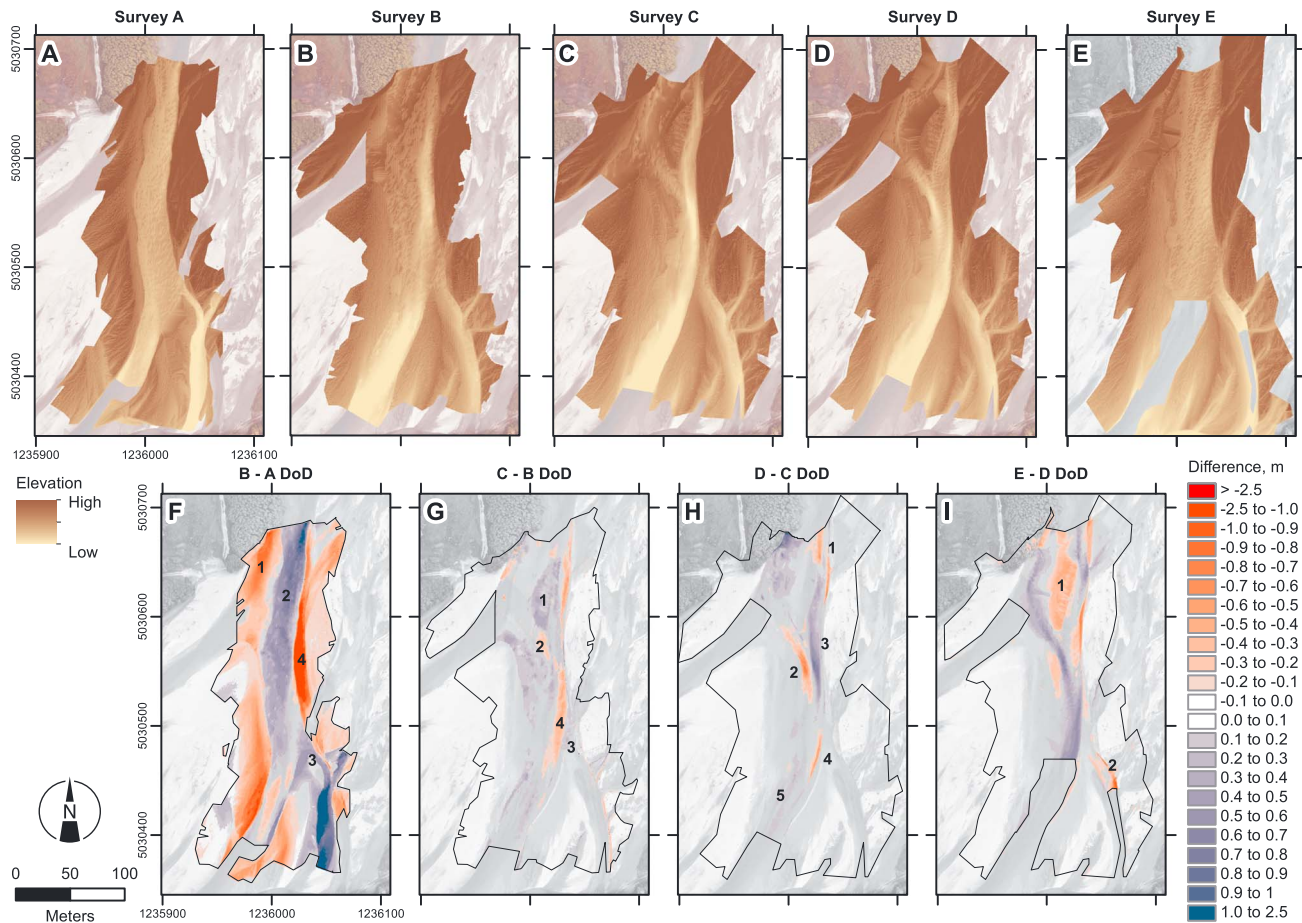 Survey A
Survey B
Survey C
Survey D
Survey E
A
B
C
D
E
5030700
5030600
5030500
5030400
1235900
1236000
1236100
Elevation
High
Low
B - A DoD
C - B DoD
D - C DoD
E - D DoD
F
G
H
I
1
2
4
3
1
2
4
3
1
3
2
4
5
1
2
5030700
5030600
5030500
5030400
1235900
1236000
1236100
N
0 50 100
Meters
Difference, m
> -2.5
-2.5 to -1.0
-1.0 to -0.9
-0.9 to -0.8
-0.8 to -0.7
-0.7 to -0.6
-0.6 to -0.5
-0.5 to -0.4
-0.4 to -0.3
-0.3 to -0.2
-0.2 to -0.1
-0.1 to 0.0
0.0 to 0.1
0.1 to 0.2
0.2 to 0.3
0.3 to 0.4
0.4 to 0.5
0.5 to 0.6
0.6 to 0.7
0.7 to 0.8
0.8 to 0.9
0.9 to 1
1.0 to 2.5